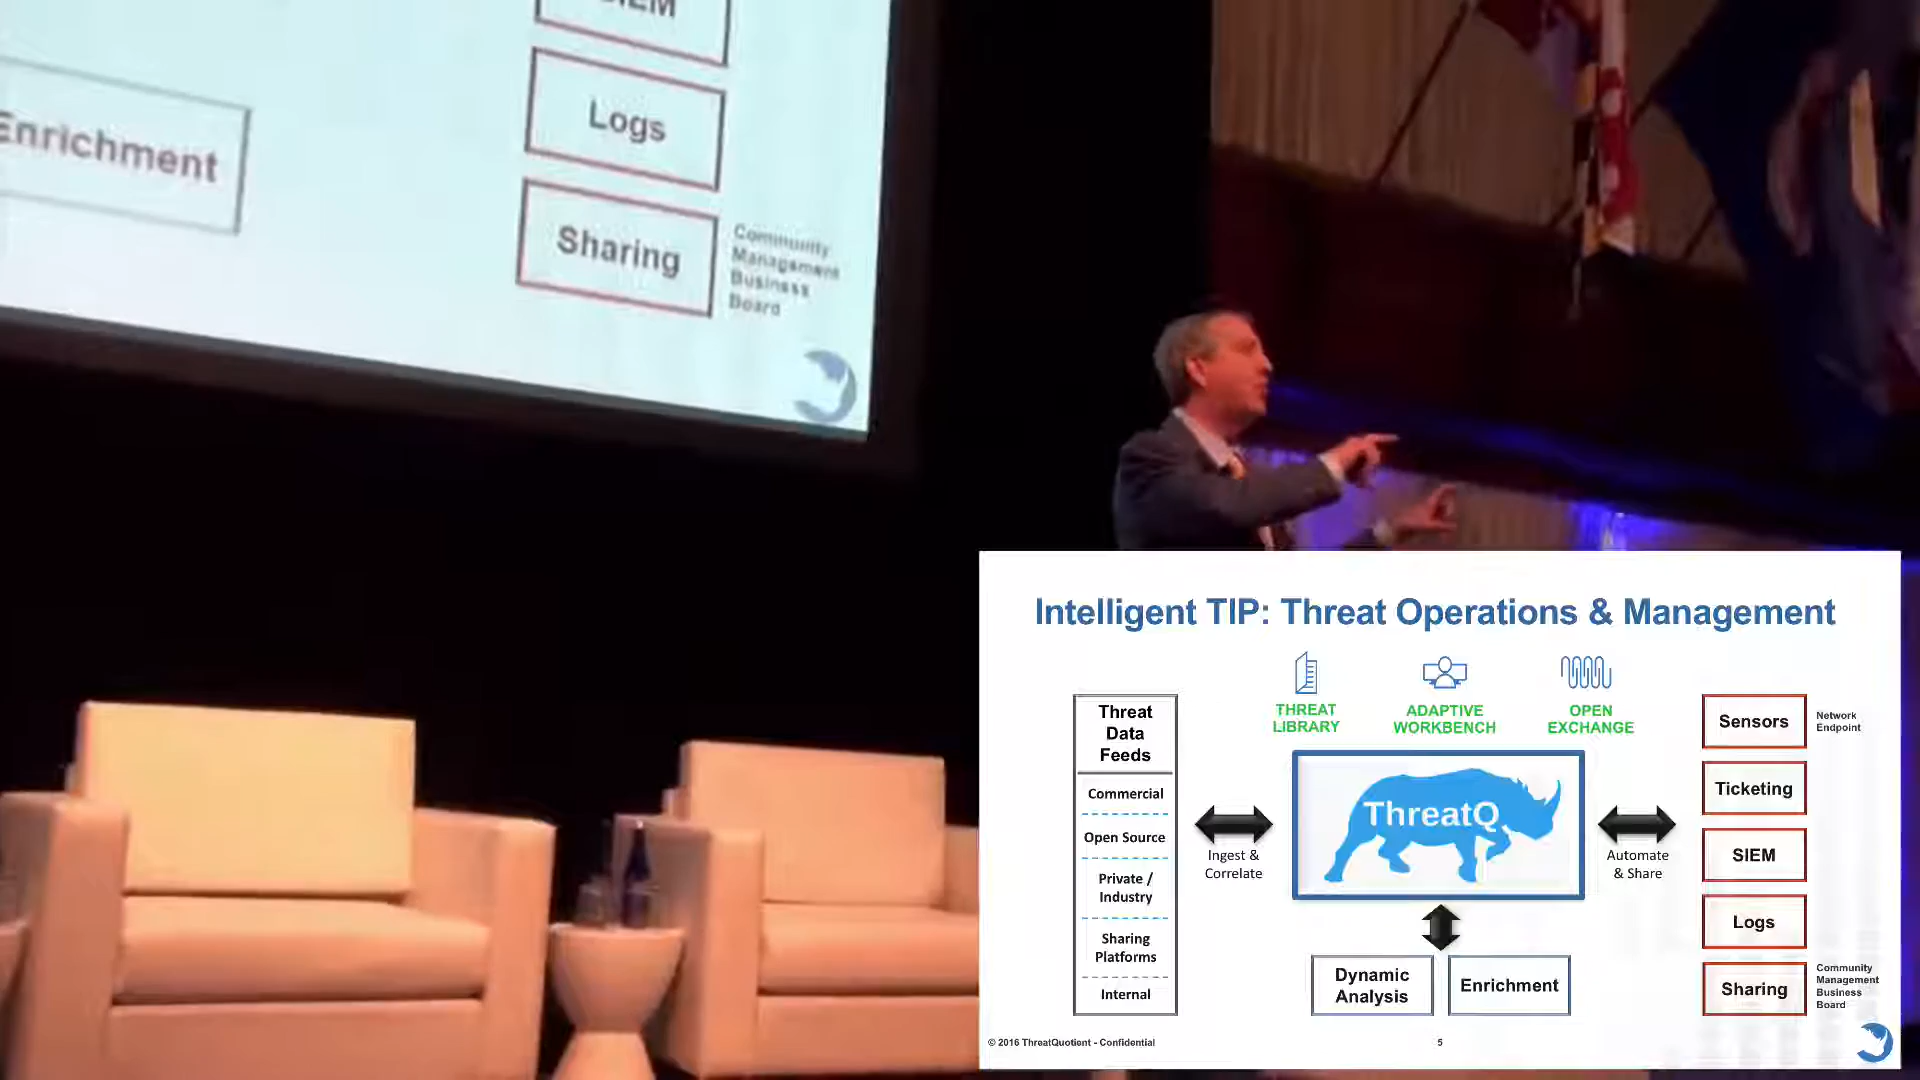 SIEM
Logs
Enrichment
Sharing
Community
Management
Business
Board
Intelligent TIP: Threat Operations & Management
THREAT
LIBRARY
ADAPTIVE
WORKBENCH
OPEN
EXCHANGE
Threat
Data
Feeds
Commercial
Open Source
Private /
Industry
Sharing
Platforms
Internal
Ingest &
Correlate
ThreatQ
Automate
& Share
Dynamic
Analysis
Enrichment
Sensors
Network
Endpoint
Ticketing
SIEM
Logs
Sharing
Community
Management
Business
Board
© 2016 ThreatQuotient - Confidential
5